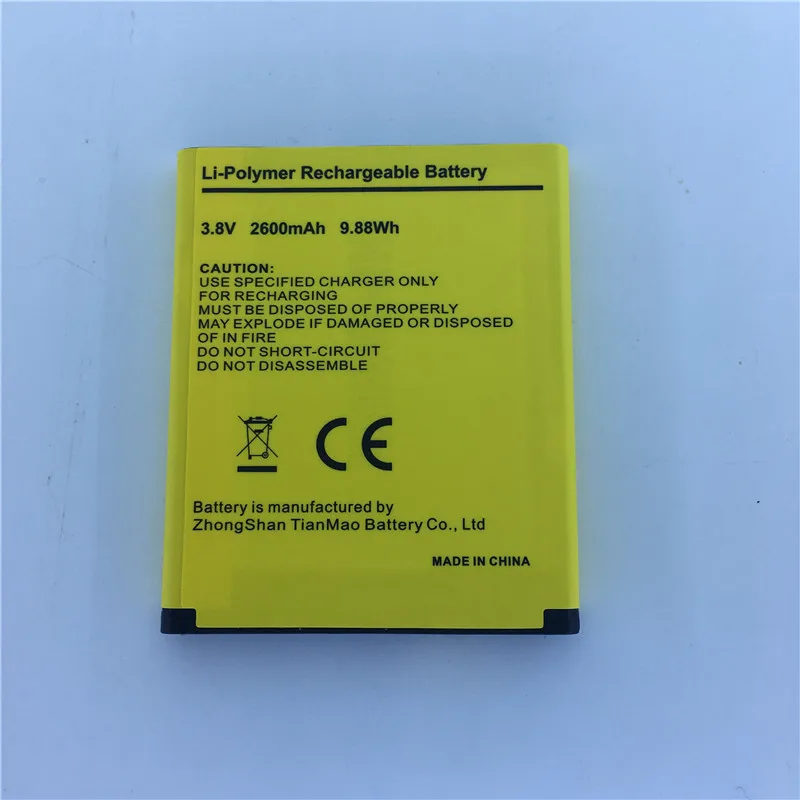 Li-Polymer Rechargeable Battery
3.8V 2600mAh 9.88Wh
CAUTION:
USE SPECIFIED CHARGER ONLY
FOR RECHARGING
MUST BE DISPOSED OF PROPERLY
MAY EXPLODE IF DAMAGED OR DISPOSED
OF IN FIRE
DO NOT SHORT-CIRCUIT
DO NOT DISASSEMBLE
CE
Battery is manufactured by
ZhongShan TianMao Battery Co., Ltd
MADE IN CHINA